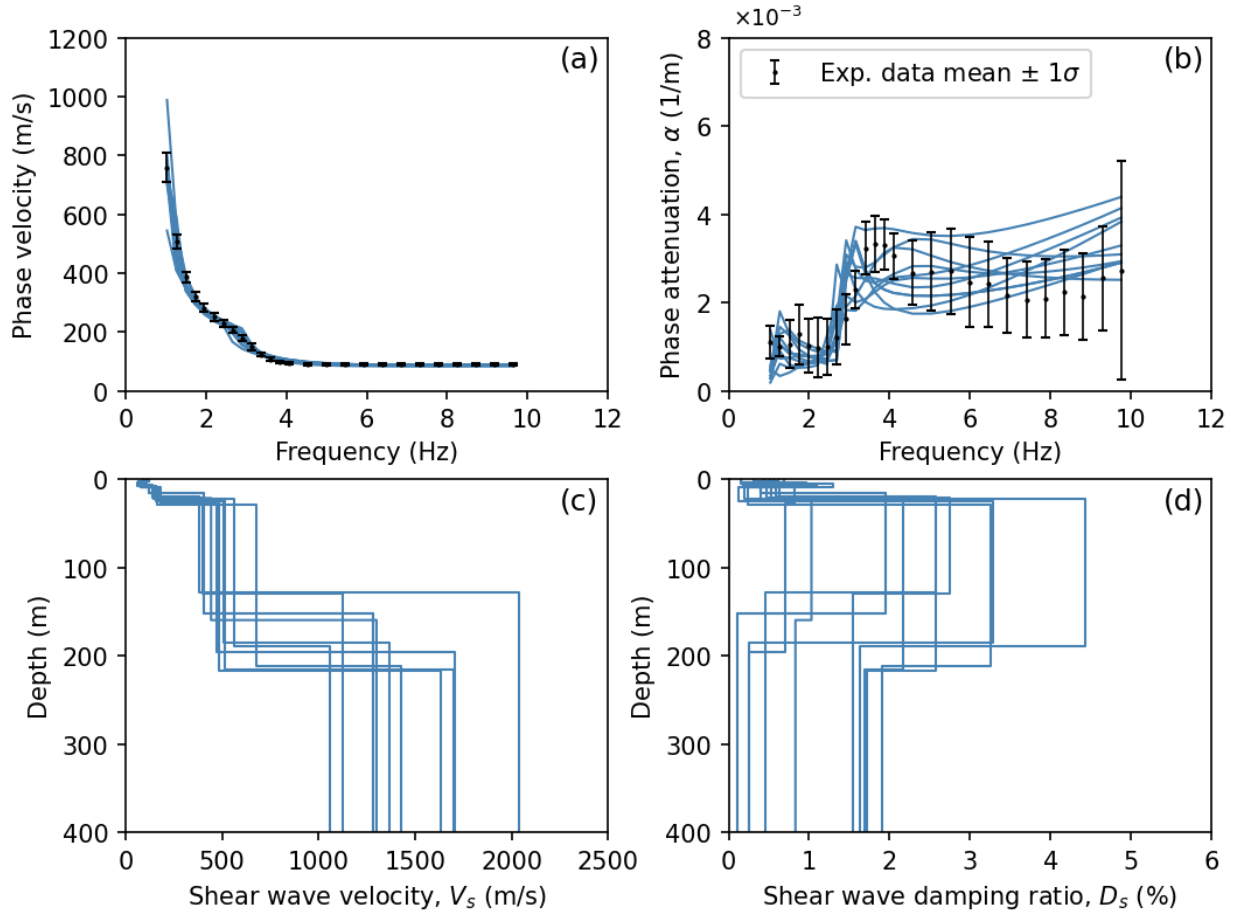 1200
1000
800
600
400
200
0
0 2 4 6 8 10 12
Phase velocity (m/s)
Frequency (Hz)
(a)
×10⁻³
8
6
4
2
0
0 2 4 6 8 10 12
Phase attenuation, α (1/m)
Frequency (Hz)
Exp. data mean ± 1σ
(b)
0
100
200
300
400
0 500 1000 1500 2000 2500
Depth (m)
Shear wave velocity, Vₛ (m/s)
(c)
0
100
200
300
400
0 1 2 3 4 5 6
Depth (m)
Shear wave damping ratio, Dₛ (%)
(d)